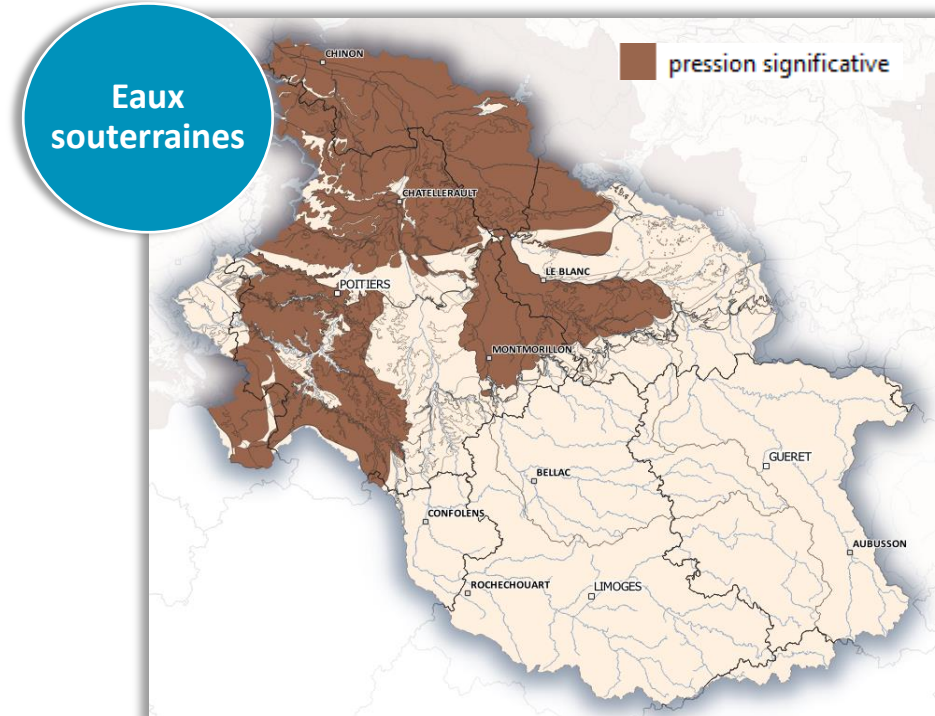 Eaux
souterraines
pression significative
CHINON
CHATELLERAULT
LE BLANC
POITIERS
MONTMORILLON
GUERET
BELLAC
CONFOLENS
AUBUSSON
ROCHECHOUART
LIMOGES